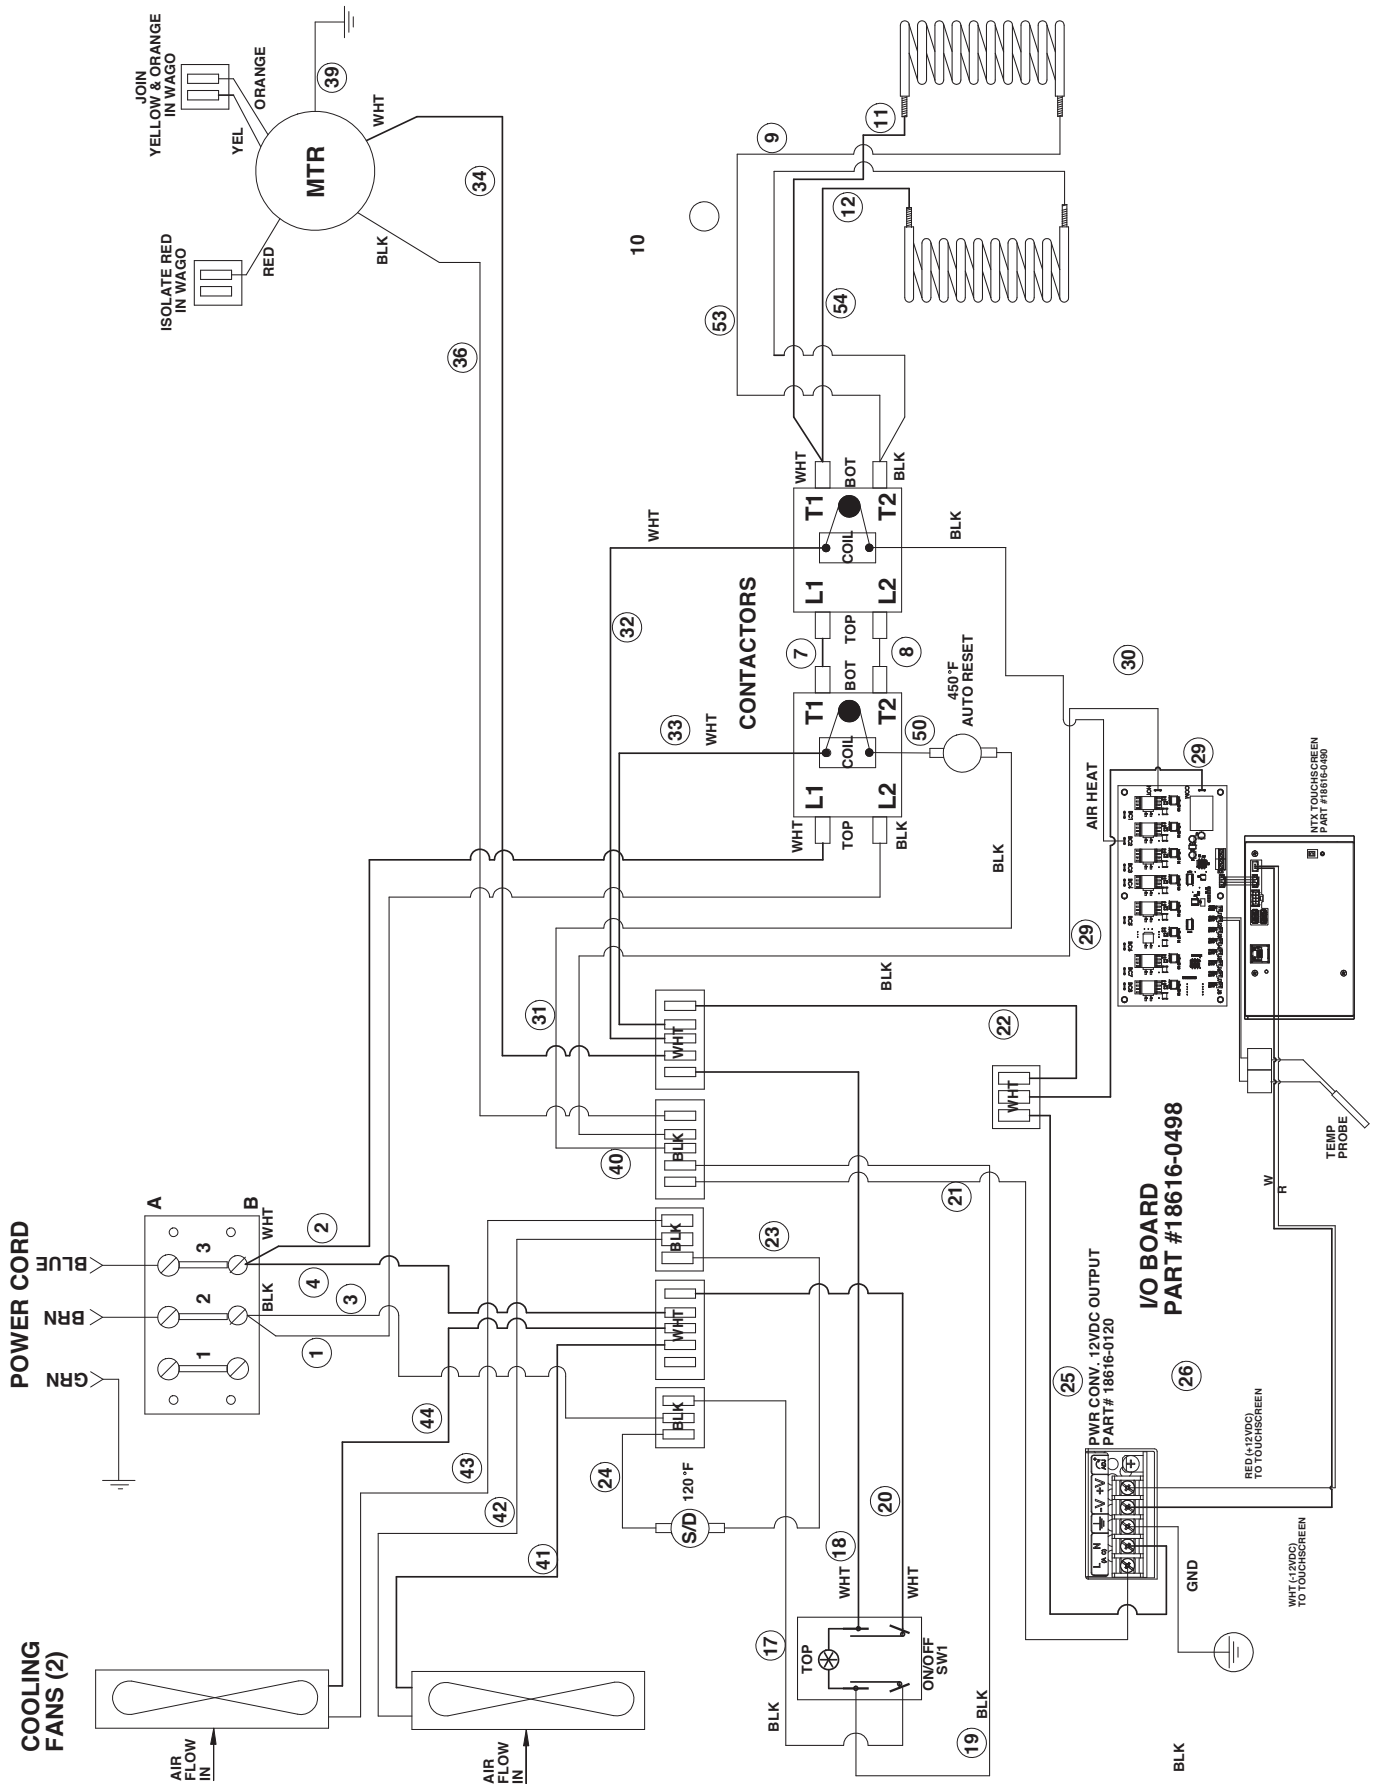 COOLING
FANS (2)
AIR
FLOW
IN
AIR
FLOW
IN
POWER CORD
GRN
BRN
BLUE
1
2
3
A
B
BLK
WHT
1
2
3
4
41
42
43
44
24
S/D
120°F
23
BLK
WHT
BLK
BLK
WHT
40
31
36
34
33
WHT
32
WHT
MTR
ISOLATE RED
IN WAGO
RED
JOIN
YELLOW & ORANGE
IN WAGO
YEL
ORANGE
BLK
WHT
39
CONTACTORS
WHT
TOP
BLK
L1
L2
COIL
T1
T2
BOT
7
8
TOP
L1
L2
COIL
T1
T2
WHT
BOT
BLK
50
450°F
AUTO RESET
BLK
BLK
53
54
9
10
11
12
17
BLK
TOP
ON/OFF
SW1
WHT
18
WHT
20
19
BLK
21
22
WHT
BLK
29
29
30
AIR HEAT
I/O BOARD
PART #18616-0498
NTX TOUCHSCREEN
PART #18616-0490
TEMP
PROBE
W
R
25
26
PWR CONV. 12VDC OUTPUT
PART# 18616-0120
L
N
-V
+V
RED (+12VDC)
TO TOUCHSCREEN
WHT (-12VDC)
TO TOUCHSCREEN
GND
BLK